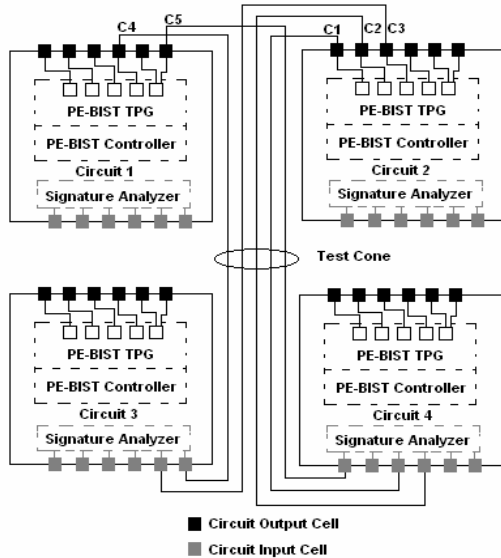 C4
C5
C1
C2
C3
PE-BIST TPG
PE-BIST Controller
Circuit 1
Signature Analyzer
PE-BIST TPG
PE-BIST Controller
Circuit 2
Signature Analyzer
Test Cone
PE-BIST TPG
PE-BIST Controller
Circuit 3
Signature Analyzer
PE-BIST TPG
PE-BIST Controller
Circuit 4
Signature Analyzer
Circuit Output Cell
Circuit Input Cell